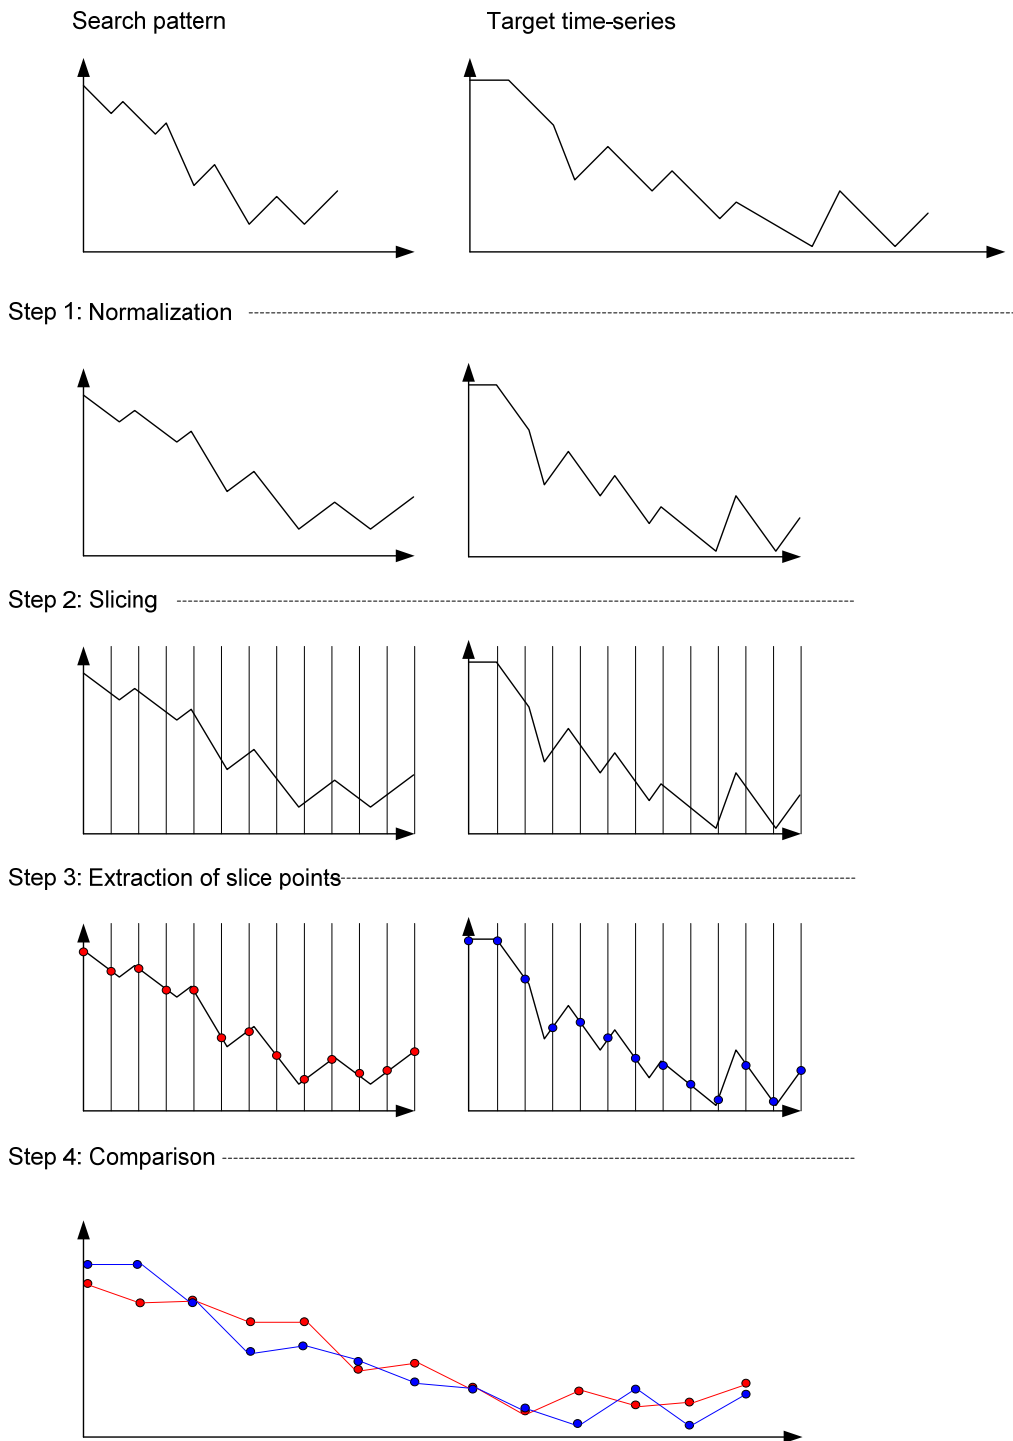 Search pattern
Target time-series
Step 1: Normalization
Step 2: Slicing
Step 3: Extraction of slice points
Step 4: Comparison